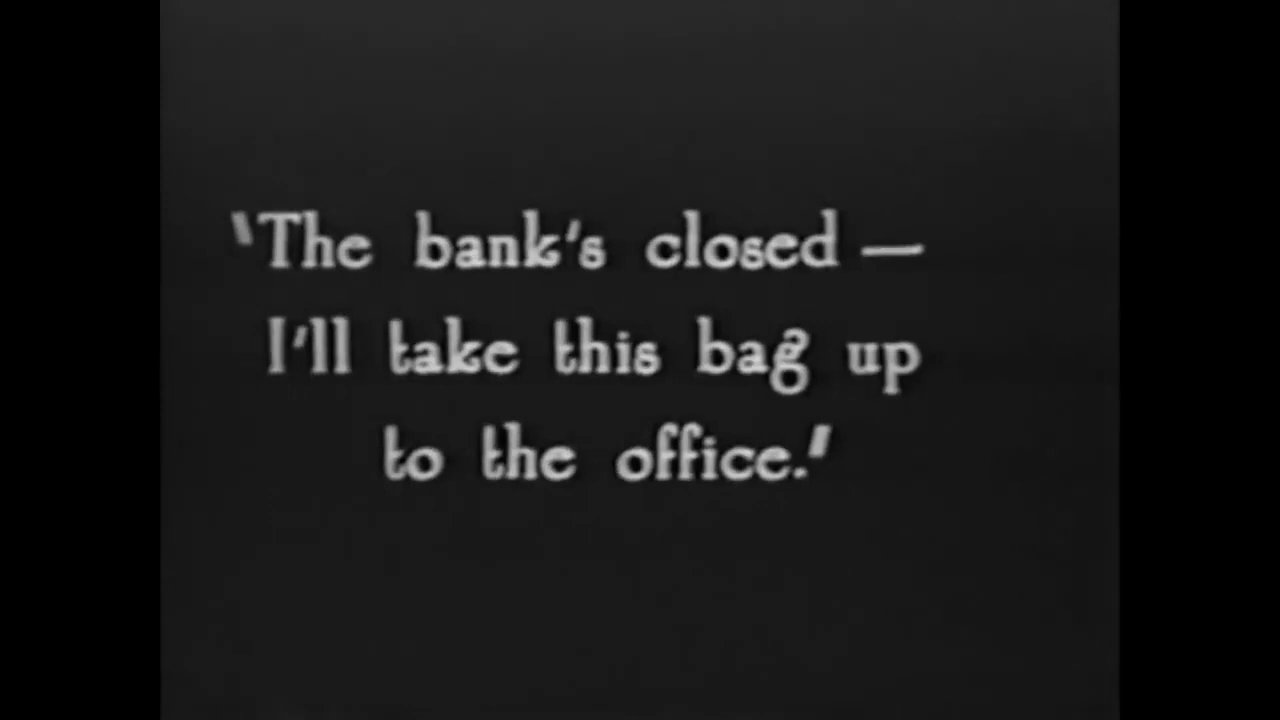 "The bank's closed —
I'll take this bag up
to the office."